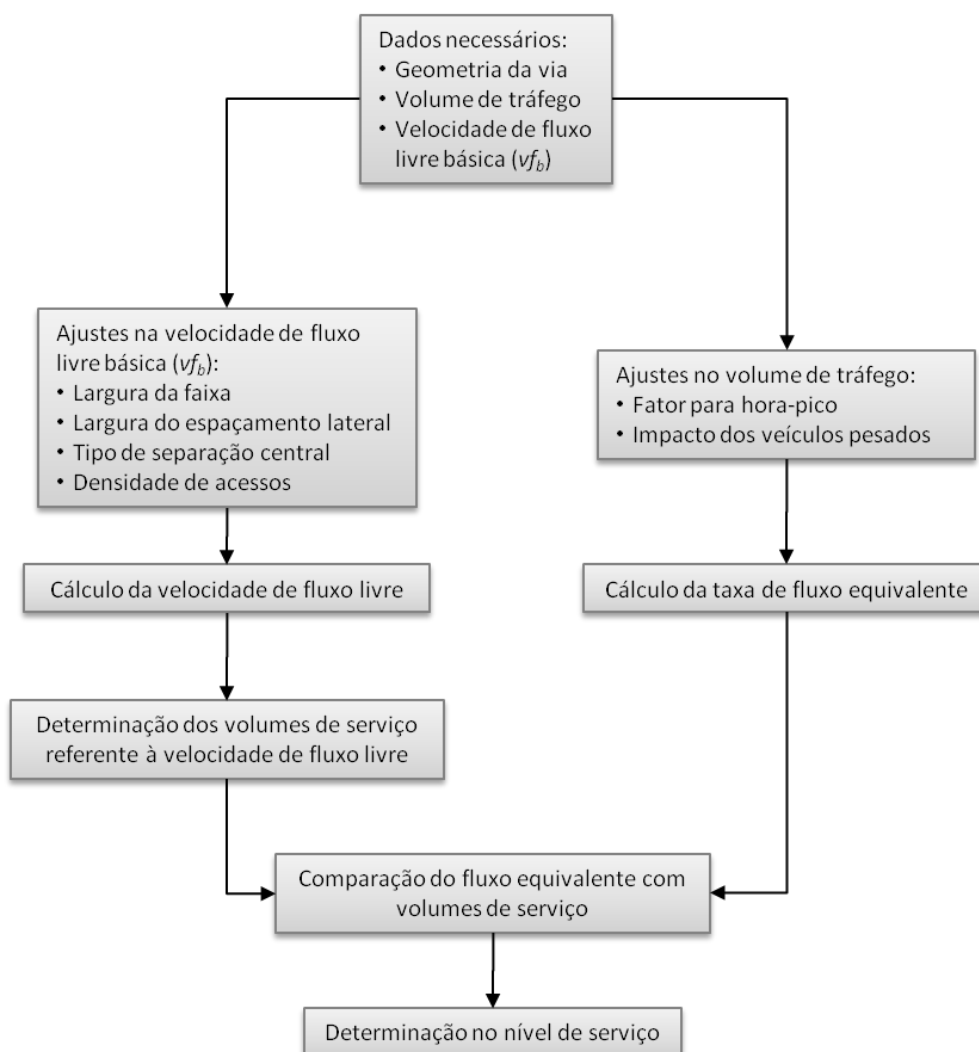 Dados necessários:
• Geometria da via
• Volume de tráfego
• Velocidade de fluxo
livre básica (vf_b)
Ajustes na velocidade de fluxo
livre básica (vf_b):
• Largura da faixa
• Largura do espaçamento lateral
• Tipo de separação central
• Densidade de acessos
Ajustes no volume de tráfego:
• Fator para hora-pico
• Impacto dos veículos pesados
Cálculo da velocidade de fluxo livre
Cálculo da taxa de fluxo equivalente
Determinação dos volumes de serviço
referente à velocidade de fluxo livre
Comparação do fluxo equivalente com
volumes de serviço
Determinação no nível de serviço